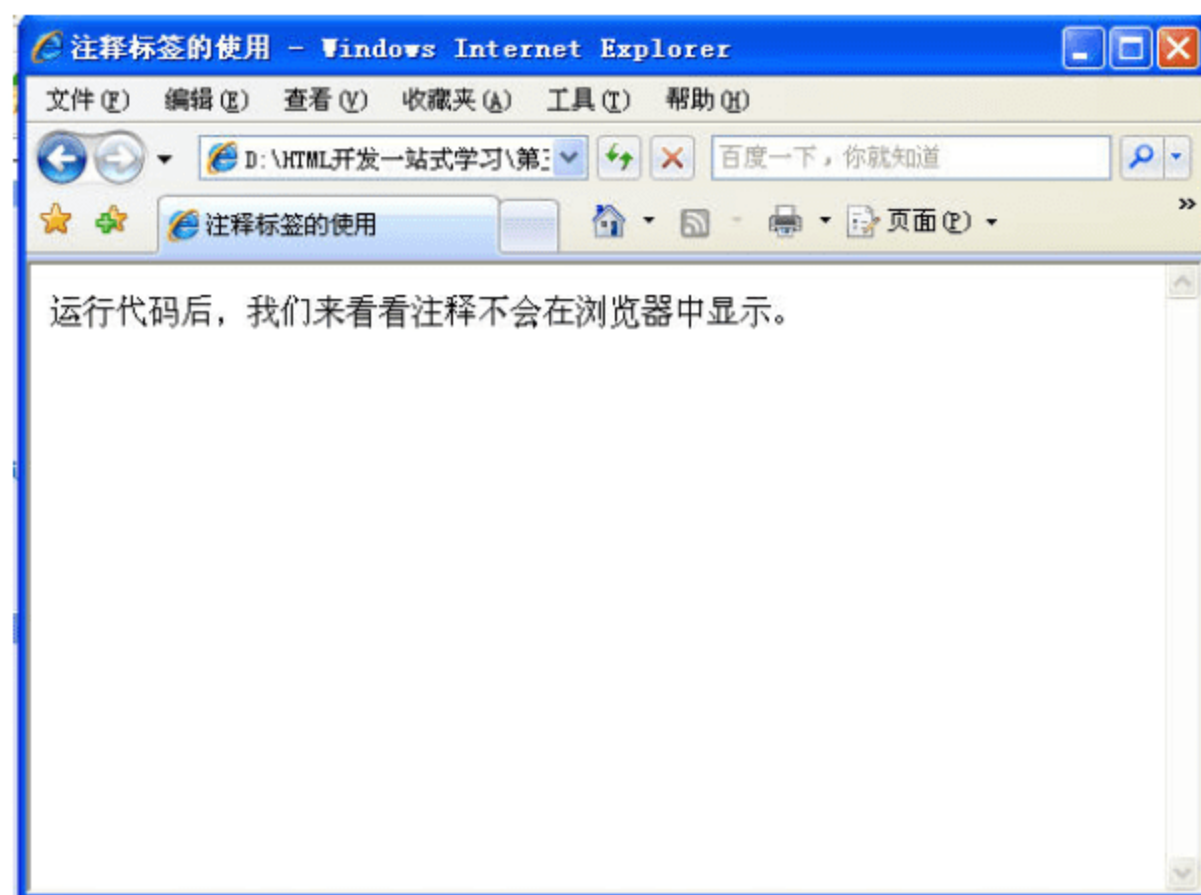 注释标签的使用 - Windows Internet Explorer
文件(F) 编辑(E) 查看(V) 收藏夹(A) 工具(T) 帮助(H)
D:\HTML开发一站式学习\第 百度一下，你就知道
注释标签的使用 页面(P) »
运行代码后，我们来看看注释不会在浏览器中显示。